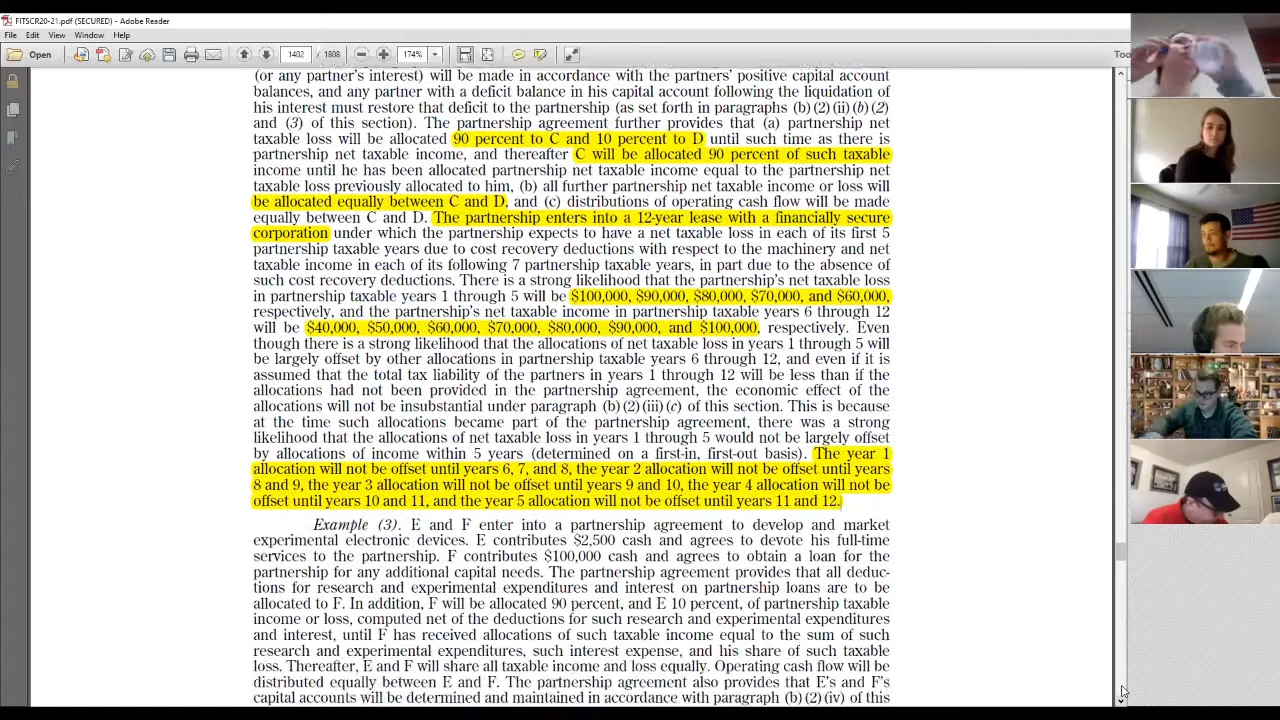 FITSCR20-21.pdf (SECURED) - Adobe Reader
File Edit View Window Help
Open 1402 / 1808 174% Too
(or any partner's interest) will be made in accordance with the partners' positive capital account
balances, and any partner with a deficit balance in his capital account following the liquidation of
his interest must restore that deficit to the partnership (as set forth in paragraphs (b)(2)(ii)(b)(2)
and (3) of this section). The partnership agreement further provides that (a) partnership net
taxable loss will be allocated 90 percent to C and 10 percent to D until such time as there is
partnership net taxable income, and thereafter C will be allocated 90 percent of such taxable
income until he has been allocated partnership net taxable income equal to the partnership net
taxable loss previously allocated to him, (b) all further partnership net taxable income or loss will
be allocated equally between C and D, and (c) distributions of operating cash flow will be made
equally between C and D. The partnership enters into a 12-year lease with a financially secure
corporation under which the partnership expects to have a net taxable loss in each of its first 5
partnership taxable years due to cost recovery deductions with respect to the machinery and net
taxable income in each of its following 7 partnership taxable years, in part due to the absence of
such cost recovery deductions. There is a strong likelihood that the partnership's net taxable loss
in partnership taxable years 1 through 5 will be $100,000, $90,000, $80,000, $70,000, and $60,000,
respectively, and the partnership's net taxable income in partnership taxable years 6 through 12
will be $40,000, $50,000, $60,000, $70,000, $80,000, $90,000, and $100,000, respectively. Even
though there is a strong likelihood that the allocations of net taxable loss in years 1 through 5 will
be largely offset by other allocations in partnership taxable years 6 through 12, and even if it is
assumed that the total tax liability of the partners in years 1 through 12 will be less than if the
allocations had not been provided in the partnership agreement, the economic effect of the
allocations will not be insubstantial under paragraph (b)(2)(iii)(c) of this section. This is because
at the time such allocations became part of the partnership agreement, there was a strong
likelihood that the allocations of net taxable loss in years 1 through 5 would not be largely offset
by allocations of income within 5 years (determined on a first-in, first-out basis). The year 1
allocation will not be offset until years 6, 7, and 8, the year 2 allocation will not be offset until years
8 and 9, the year 3 allocation will not be offset until years 9 and 10, the year 4 allocation will not be
offset until years 10 and 11, and the year 5 allocation will not be offset until years 11 and 12.
Example (3). E and F enter into a partnership agreement to develop and market
experimental electronic devices. E contributes $2,500 cash and agrees to devote his full-time
services to the partnership. F contributes $100,000 cash and agrees to obtain a loan for the
partnership for any additional capital needs. The partnership agreement provides that all deduc-
tions for research and experimental expenditures and interest on partnership loans are to be
allocated to F. In addition, F will be allocated 90 percent, and E 10 percent, of partnership taxable
income or loss, computed net of the deductions for such research and experimental expenditures
and interest, until F has received allocations of such taxable income equal to the sum of such
research and experimental expenditures, such interest expense, and his share of such taxable
loss. Thereafter, E and F will share all taxable income and loss equally. Operating cash flow will be
distributed equally between E and F. The partnership agreement also provides that E's and F's
capital accounts will be determined and maintained in accordance with paragraph (b)(2)(iv) of this